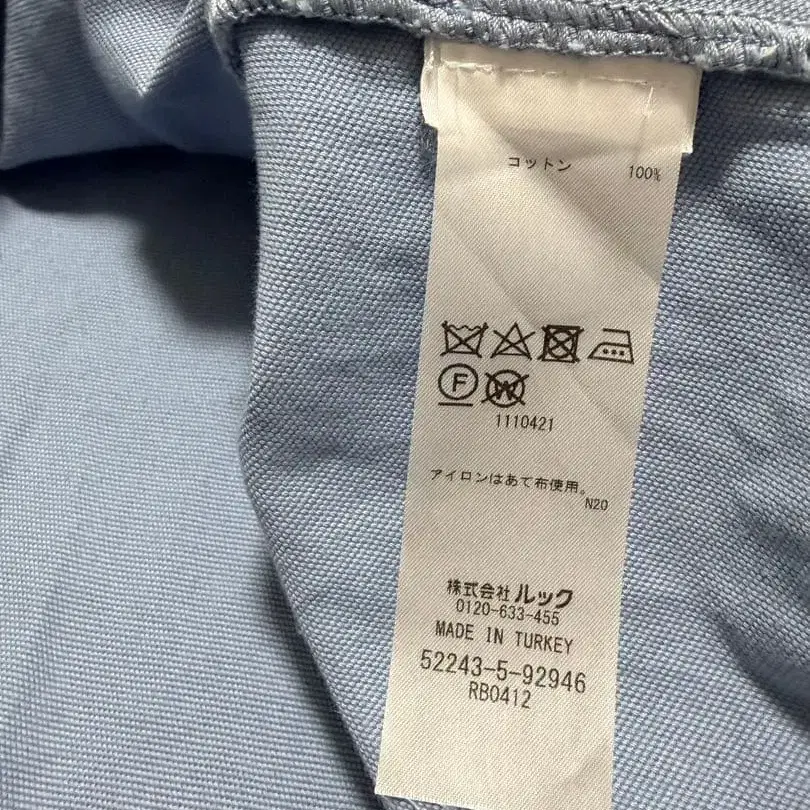 コットン 100%
F W
1110421
アイロンはあて布使用。
N20
株式会社ルック
0120-633-455
MADE IN TURKEY
52243-5-92946
RB0412